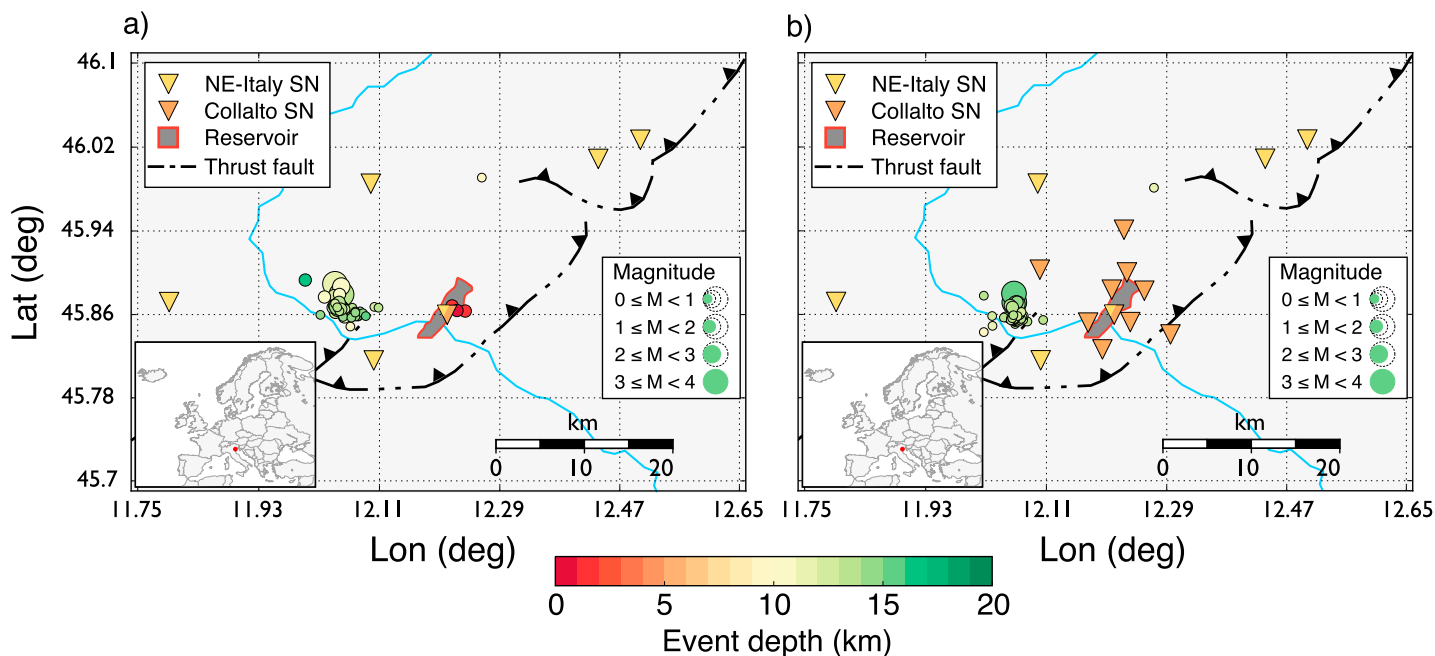 a)
b)
46.1
46.02
45.94
45.86
45.78
45.7
Lat (deg)
NE-Italy SN
Collalto SN
Reservoir
Thrust fault
Magnitude
0 ≤ M < 1
1 ≤ M < 2
2 ≤ M < 3
3 ≤ M < 4
km
0 10 20
11.75 11.93 12.11 12.29 12.47 12.65
Lon (deg)
NE-Italy SN
Collalto SN
Reservoir
Thrust fault
Magnitude
0 ≤ M < 1
1 ≤ M < 2
2 ≤ M < 3
3 ≤ M < 4
km
0 10 20
11.75 11.93 12.11 12.29 12.47 12.65
Lon (deg)
0 5 10 15 20
Event depth (km)